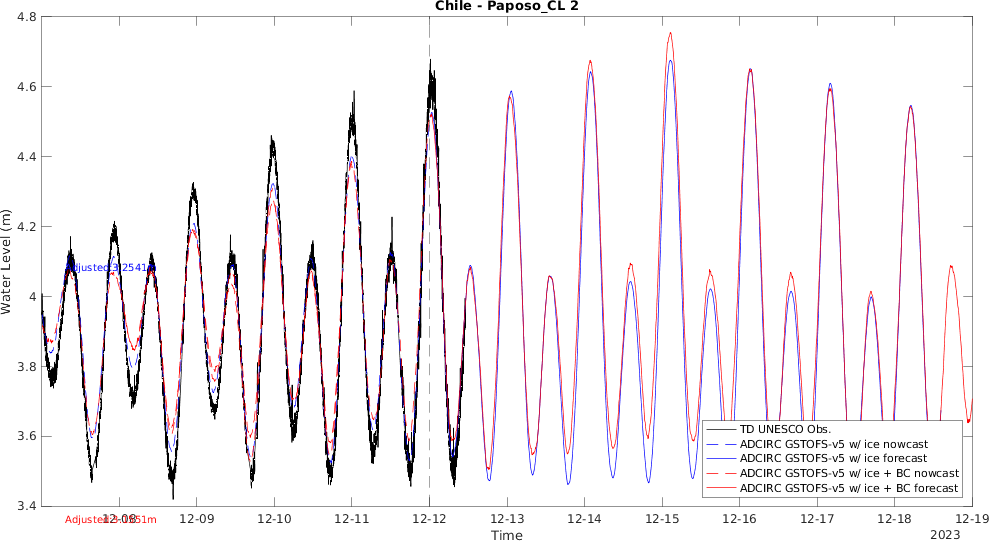 Chile - Paposo_CL 2
4.8
4.6
4.4
4.2
4
3.8
3.6
3.4
Water Level (m)
TD UNESCO Obs.
ADCIRC GSTOFS-v5 w/ ice nowcast
ADCIRC GSTOFS-v5 w/ ice forecast
ADCIRC GSTOFS-v5 w/ ice + BC nowcast
ADCIRC GSTOFS-v5 w/ ice + BC forecast
12-08
12-09
12-10
12-11
12-12
12-13
12-14
12-15
12-16
12-17
12-18
12-19
Time
2023